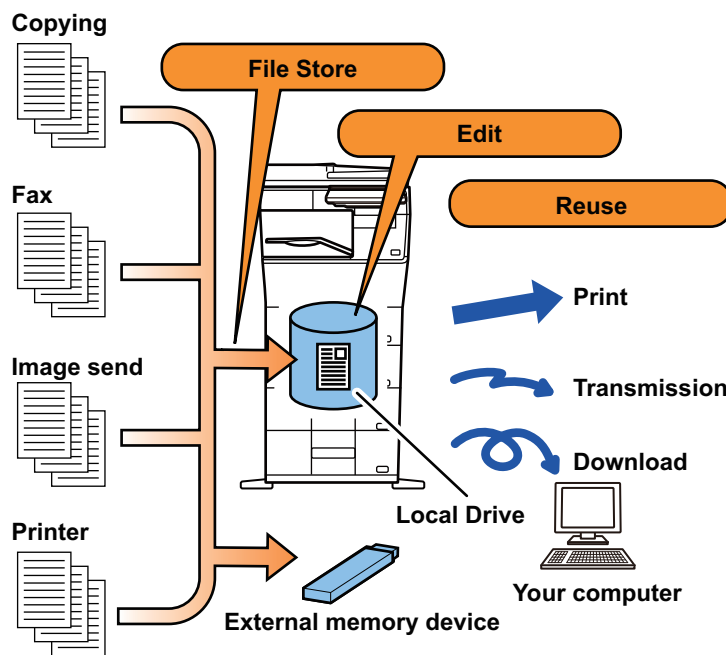 Copying
File Store
Edit
Fax
Reuse
Print
Image send
Transmission
Download
Local Drive
Printer
Your computer
External memory device